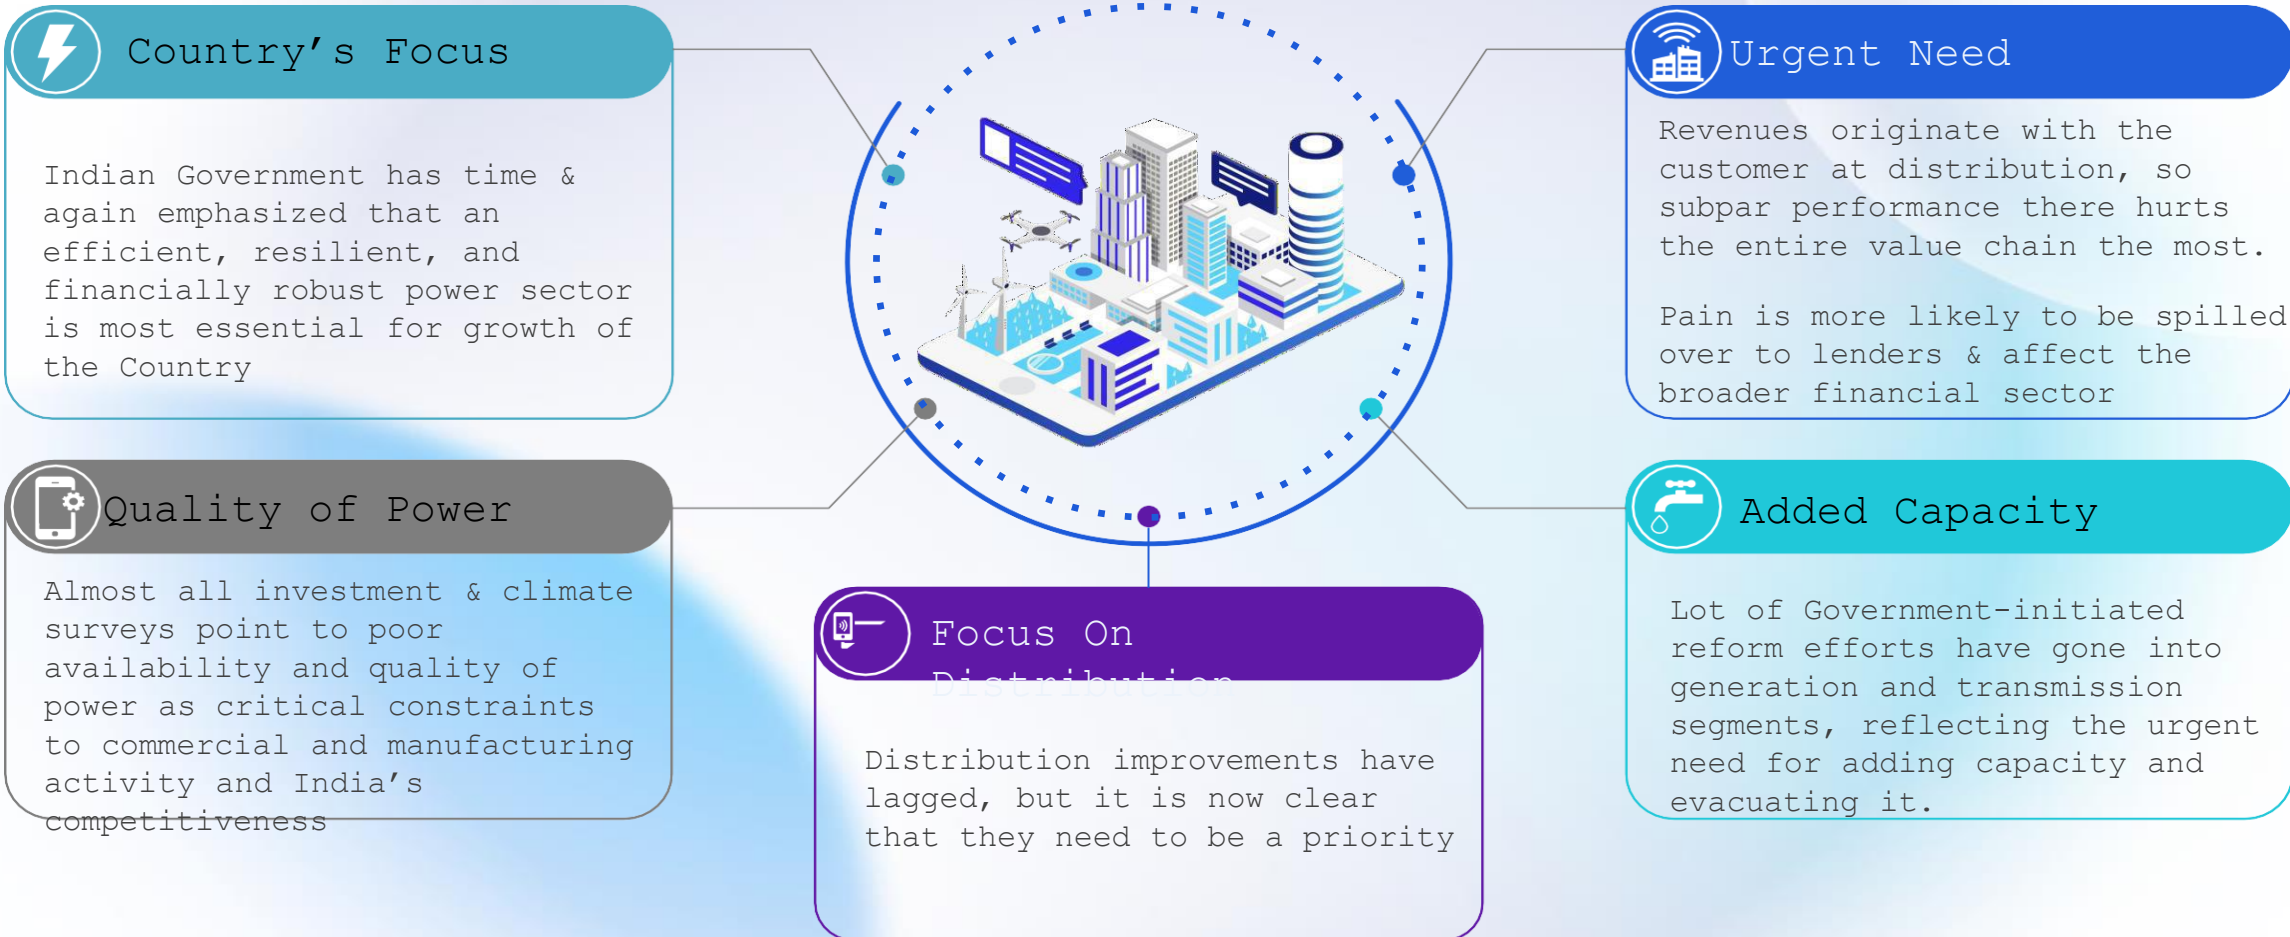 Country’s Focus
Indian Government has time &
again emphasized that an
efficient, resilient, and
financially robust power sector
is most essential for growth of
the Country
Quality of Power
Almost all investment & climate
surveys point to poor
availability and quality of
power as critical constraints
to commercial and manufacturing
activity and India’s
competitiveness
Focus On
Distribution
Distribution improvements have
lagged, but it is now clear
that they need to be a priority
Urgent Need
Revenues originate with the
customer at distribution, so
subpar performance there hurts
the entire value chain the most.
Pain is more likely to be spilled
over to lenders & affect the
broader financial sector
Added Capacity
Lot of Government-initiated
reform efforts have gone into
generation and transmission
segments, reflecting the urgent
need for adding capacity and
evacuating it.